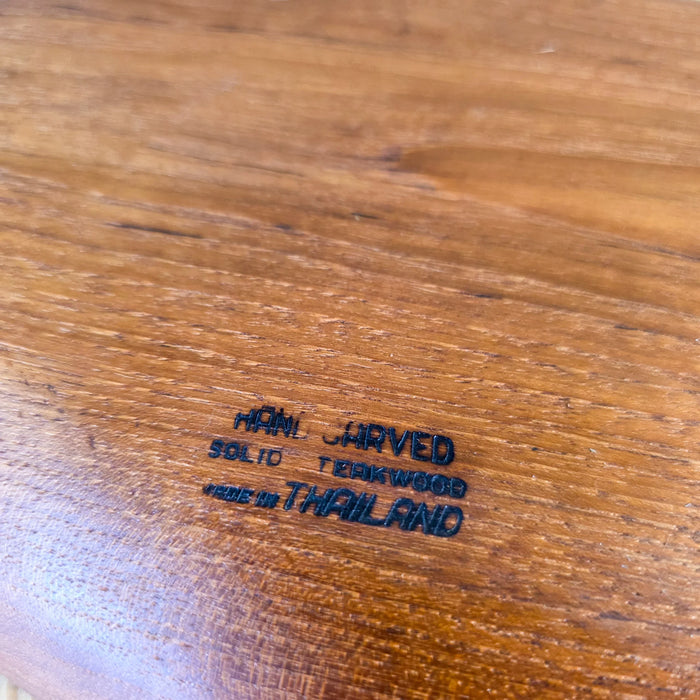 HAND CARVED
SOLID TEAKWOOD
MADE IN THAILAND